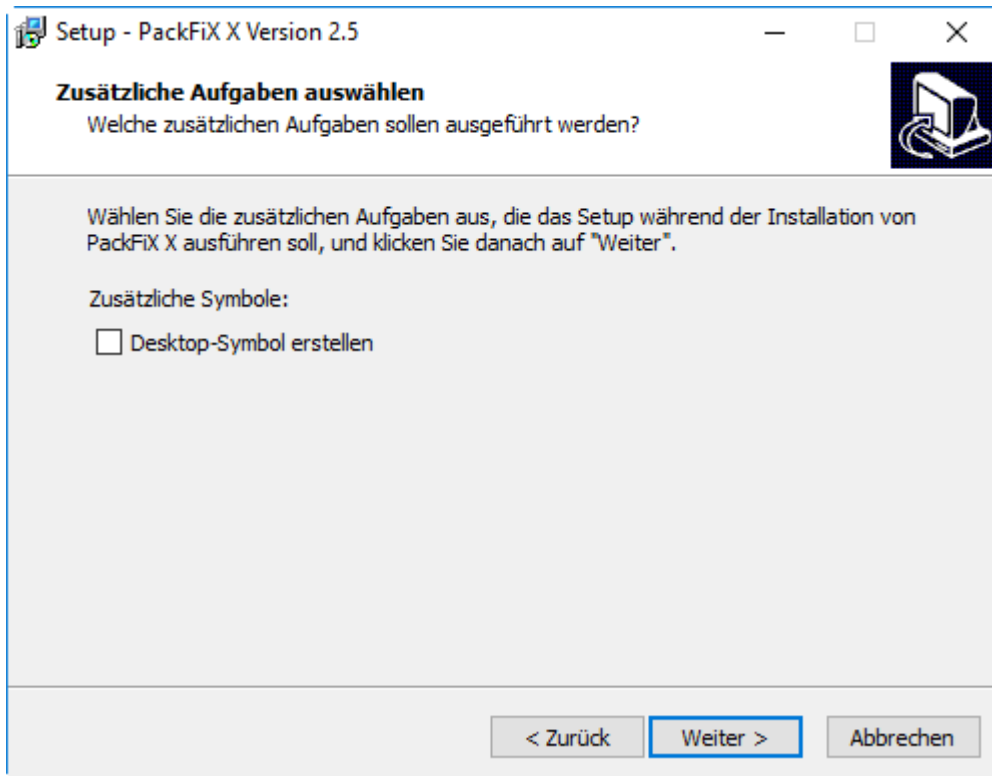 Setup - PackFiX X Version 2.5
Zusätzliche Aufgaben auswählen
Welche zusätzlichen Aufgaben sollen ausgeführt werden?
Wählen Sie die zusätzlichen Aufgaben aus, die das Setup während der Installation von
PackFiX X ausführen soll, und klicken Sie danach auf "Weiter".
Zusätzliche Symbole:
Desktop-Symbol erstellen
< Zurück Weiter > Abbrechen